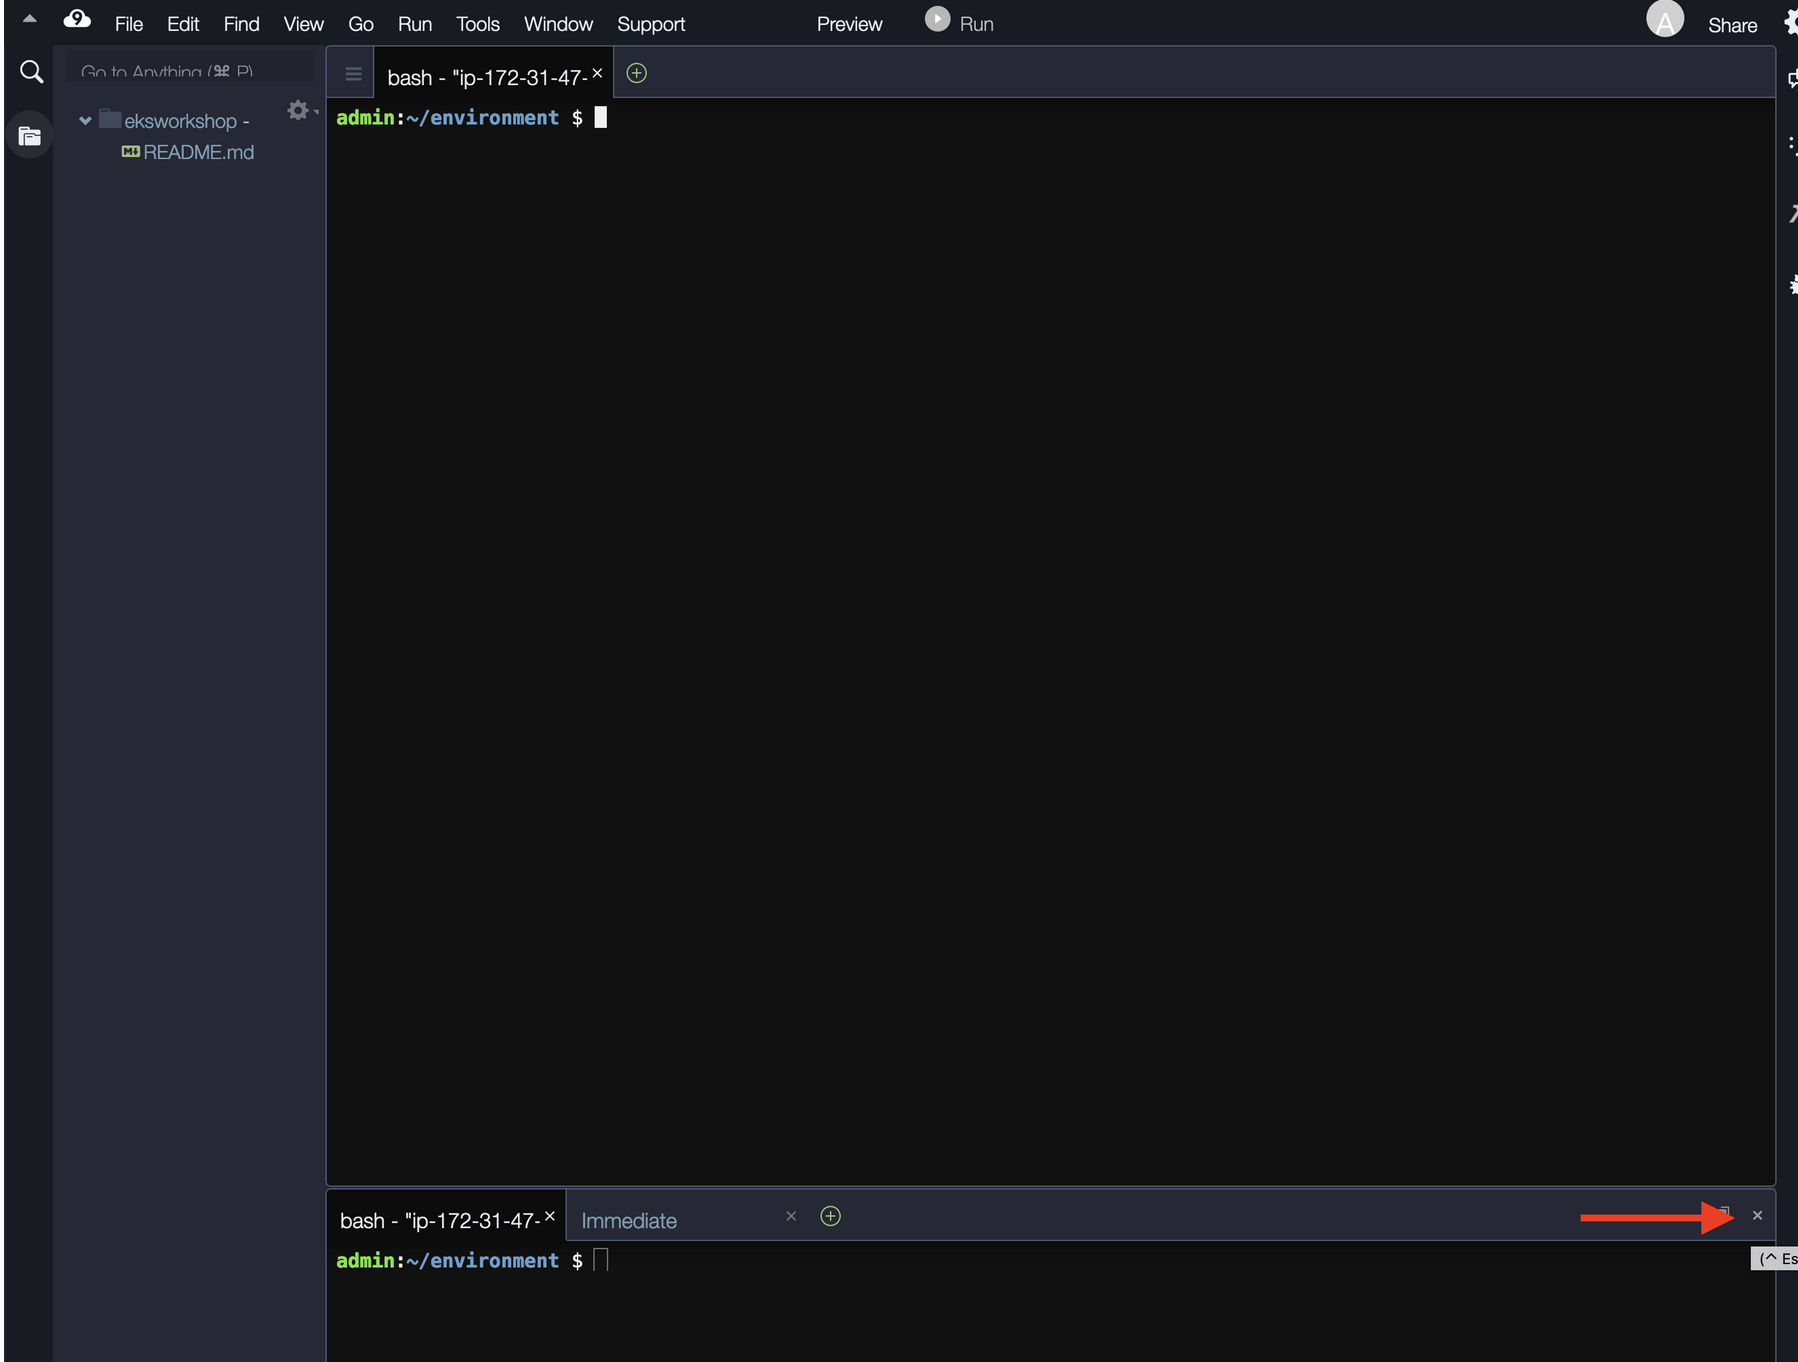 File Edit Find View Go Run Tools Window Support Preview Run A Share
Go to Anything (⌘ P)
bash - "ip-172-31-47- ×
admin:~/environment $
eksworkshop -
README.md
bash - "ip-172-31-47- × Immediate ×
admin:~/environment $
(^ Es